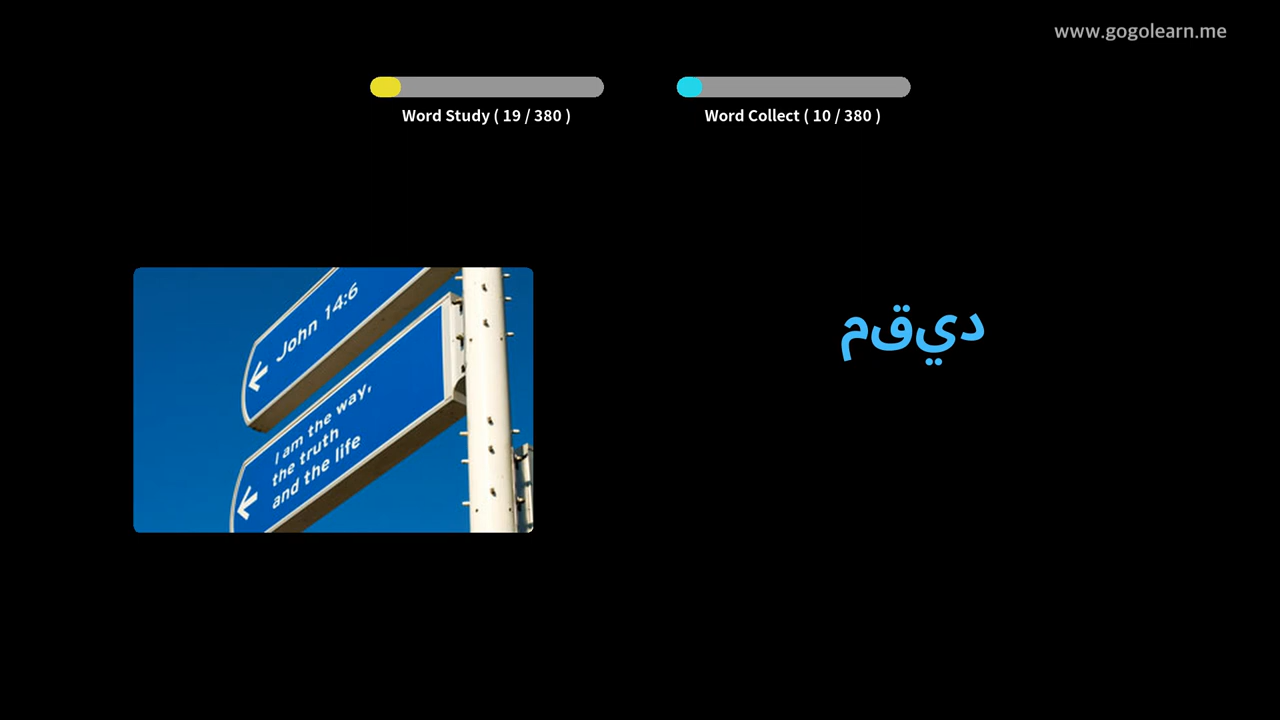 www.gogolearn.me
Word Study ( 19 / 380 )
Word Collect ( 10 / 380 )
John 14:6
I am the way,
the truth
and the life
ديقم